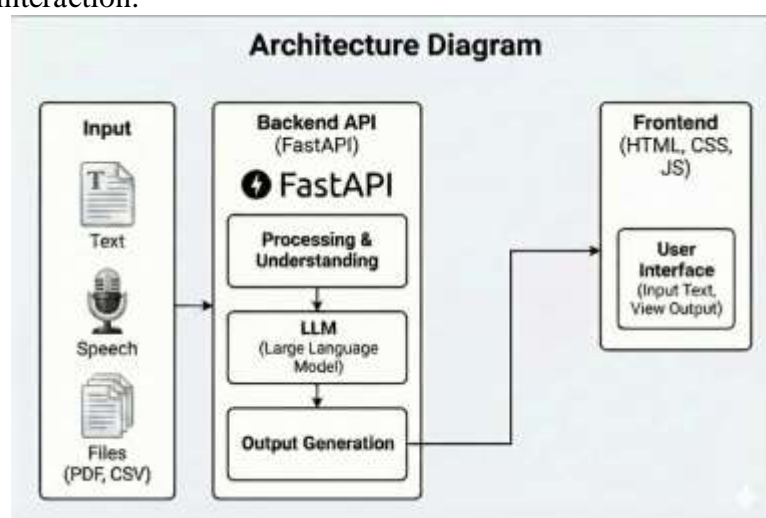 interaction.
Architecture Diagram
Input
T
Text
Speech
Files
(PDF, CSV)
Backend API
(FastAPI)
FastAPI
Processing &
Understanding
LLM
(Large Language
Model)
Output Generation
Frontend
(HTML, CSS,
JS)
User
Interface
(Input Text,
View Output)